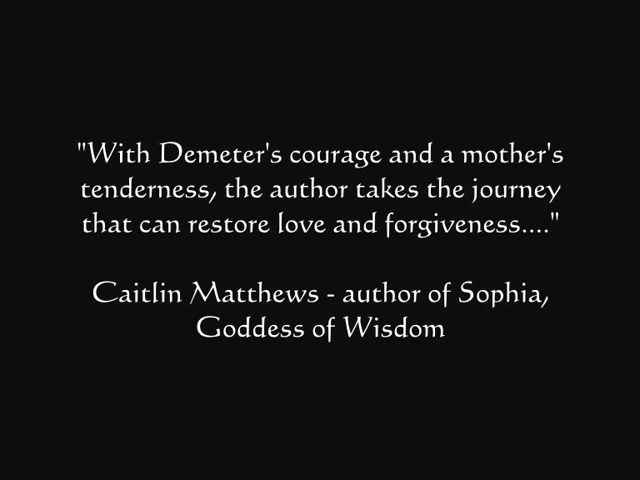 "With Demeter's courage and a mother's
tenderness, the author takes the journey
that can restore love and forgiveness...."
Caitlin Matthews - author of Sophia,
Goddess of Wisdom